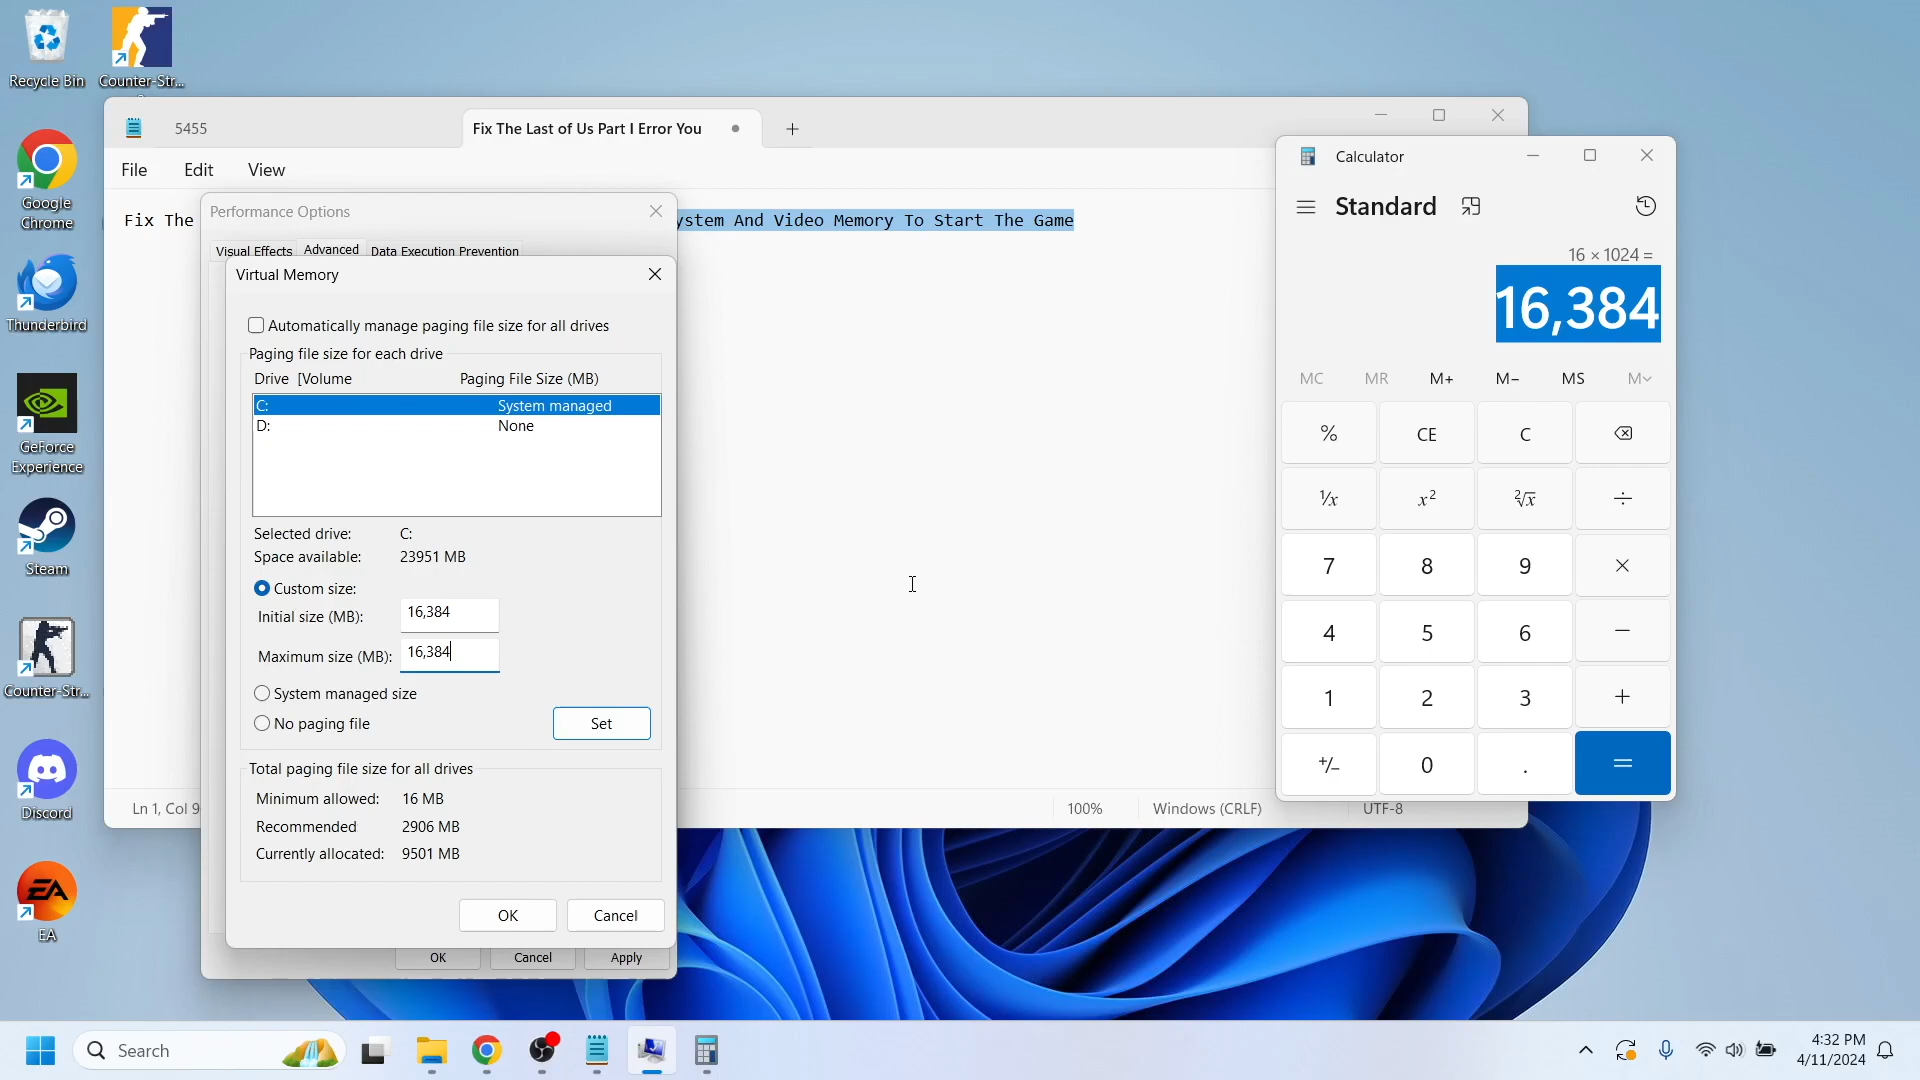 Recycle Bin
Counter-Str...
Google
Chrome
Thunderbird
GeForce
Experience
Steam
Counter-Str...
Discord
EA
EA
5455
Fix The Last of Us Part I Error You
File
Edit
View
Fix The
ystem And Video Memory To Start The Game
Performance Options
Visual Effects
Advanced
Data Execution Prevention
Virtual Memory
Automatically manage paging file size for all drives
Paging file size for each drive
Drive [Volume
Paging File Size (MB)
C:
System managed
D:
None
Selected drive:
C:
Space available:
23951 MB
Custom size:
Initial size (MB):
16,384
Maximum size (MB):
16,384
System managed size
No paging file
Set
Total paging file size for all drives
Minimum allowed:
16 MB
Recommended
2906 MB
Currently allocated:
9501 MB
OK
Cancel
OK
Cancel
Apply
Ln 1, Col 9
100%
Windows (CRLF)
UTF-8
Calculator
Standard
16 × 1024 =
16,384
MC
MR
M+
M−
MS
M˅
%
CE
C
⅟x
x²
²√x
÷
7
8
9
×
4
5
6
−
1
2
3
+
+/−
0
.
=
Search
4:32 PM
4/11/2024